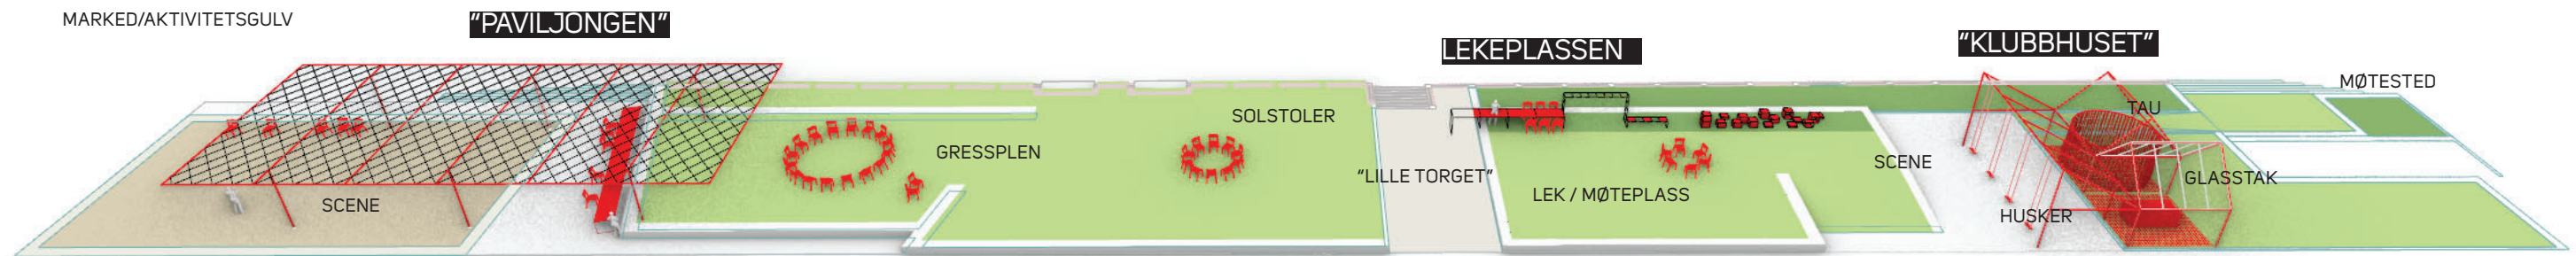 MARKED/AKTIVITETSGULV
"PAVILJONGEN"
SCENE
GRESSPLEN
SOLSTOLER
"LILLE TORGET"
LEKEPLASSEN
LEK / MØTEPLASS
SCENE
"KLUBBHUSET"
TAU
HUSKER
GLASSTAK
MØTESTED